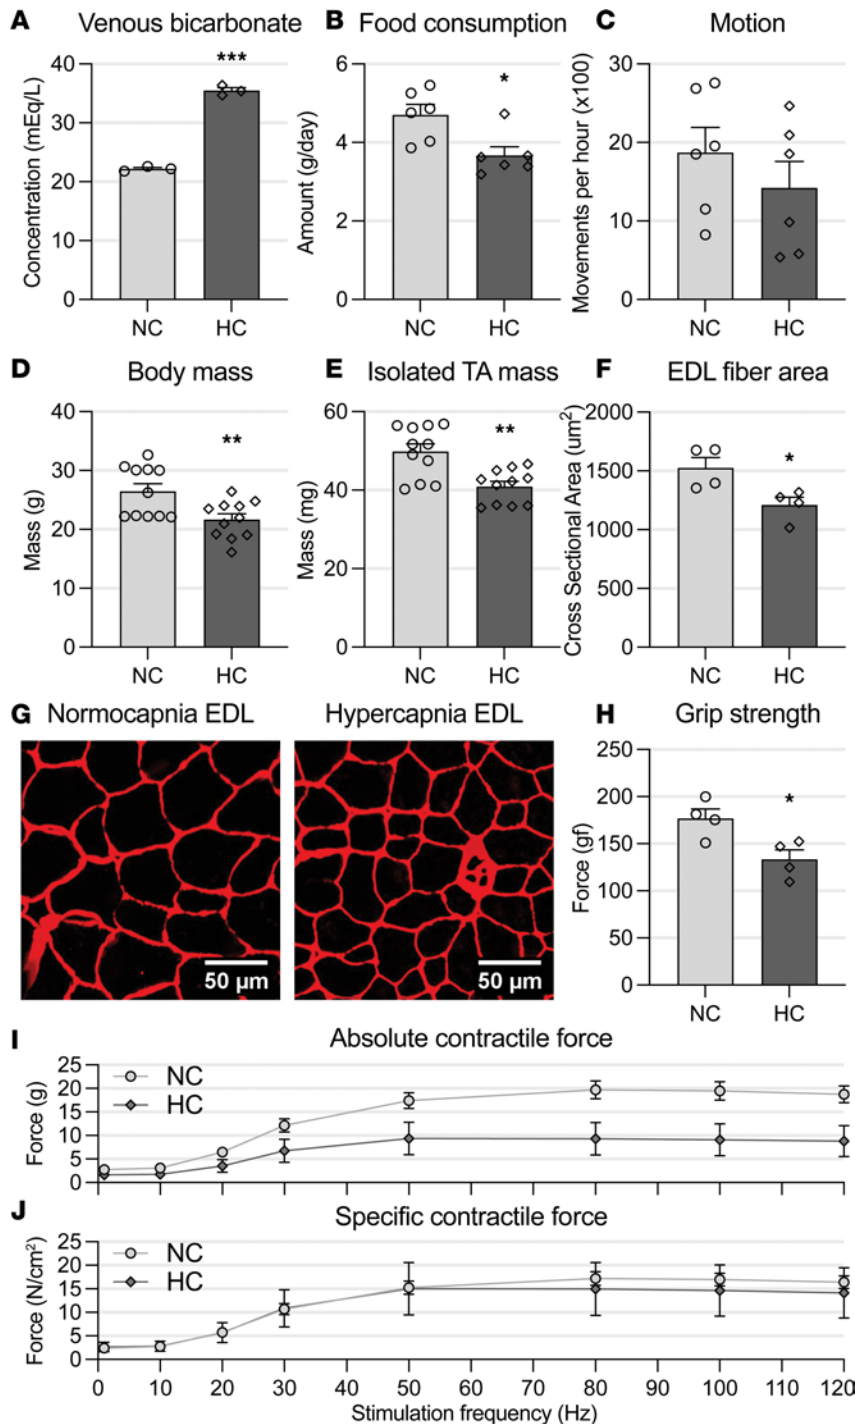 A Venous bicarbonate
***
Concentration (mEq/L)
40
30
20
10
0
NC HC
B Food consumption
*
Amount (g/day)
6
4
2
0
NC HC
C Motion
Movements per hour (x100)
30
20
10
0
NC HC
D Body mass
**
Mass (g)
40
30
20
10
0
NC HC
E Isolated TA mass
**
Mass (mg)
60
40
20
0
NC HC
F EDL fiber area
*
Cross Sectional Area (um²)
2000
1500
1000
500
0
NC HC
G Normocapnia EDL Hypercapnia EDL
50 μm 50 μm
H Grip strength
*
Force (gf)
250
200
150
100
50
0
NC HC
I Absolute contractile force
Force (g)
25
20
15
10
5
0
NC
HC
J Specific contractile force
Force (N/cm²)
25
20
15
10
5
0
NC
HC
0 10 20 30 40 50 60 70 80 90 100 110 120
Stimulation frequency (Hz)